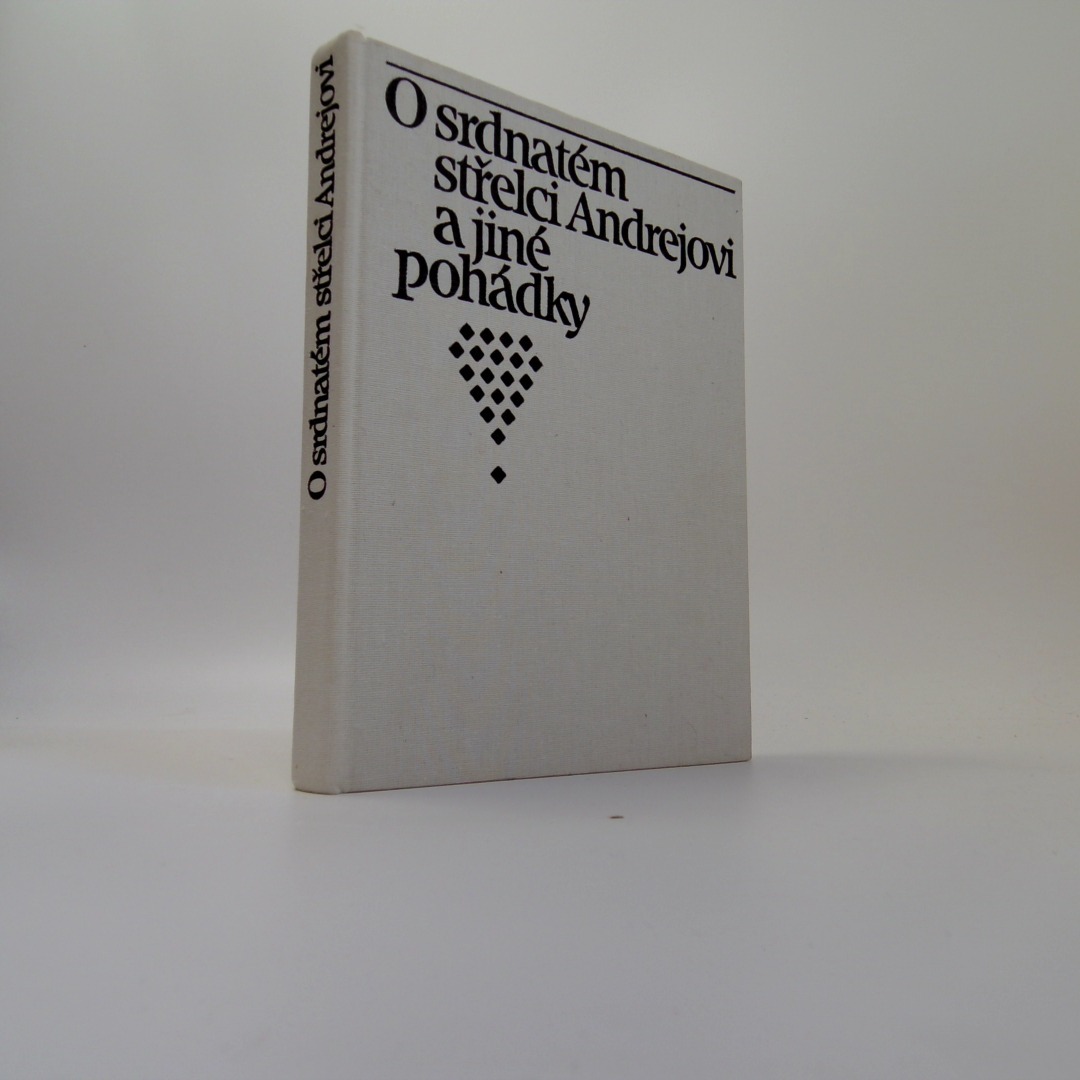 O srdnatém střelci Andrejovi
O srdnatém
střelci Andrejovi
a jiné
pohádky